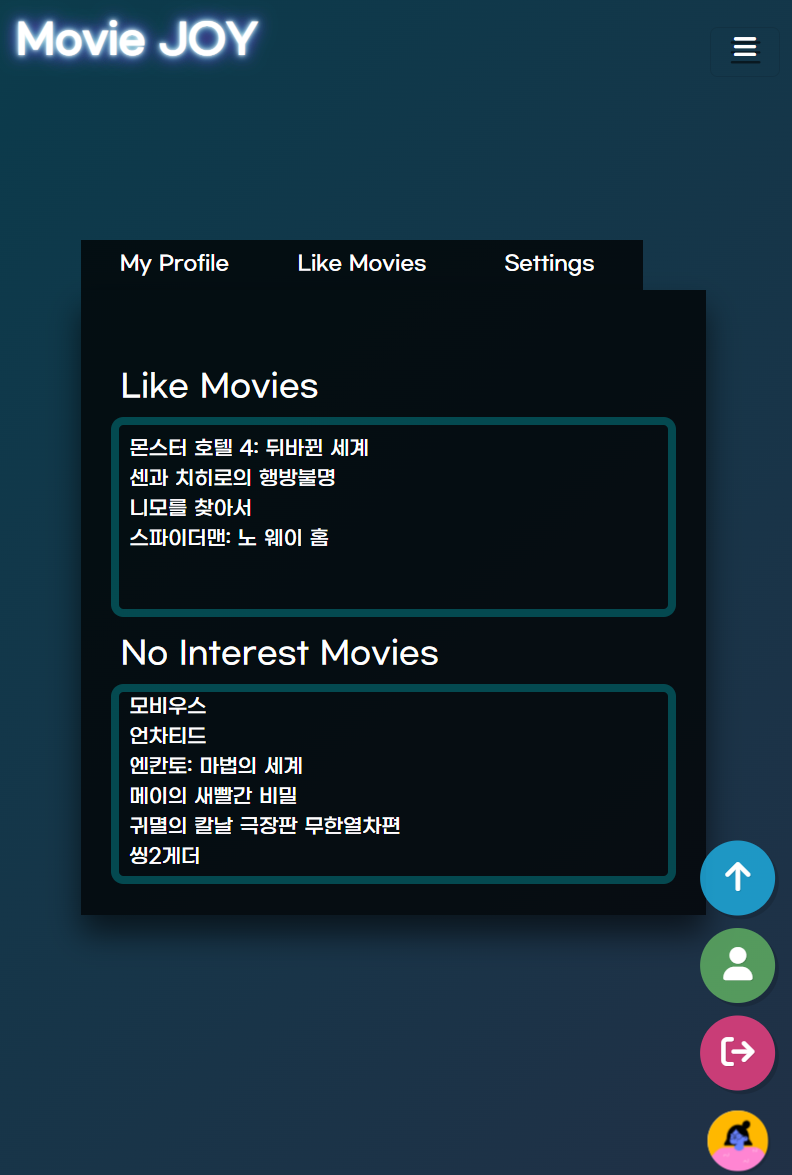 Movie JOY
My Profile Like Movies Settings
Like Movies
몬스터 호텔 4: 뒤바뀐 세계
센과 치히로의 행방불명
니모를 찾아서
스파이더맨: 노 웨이 홈
No Interest Movies
모비우스
언차티드
엔칸토: 마법의 세계
메이의 새빨간 비밀
귀멸의 칼날 극장판 무한열차편
씽2게더